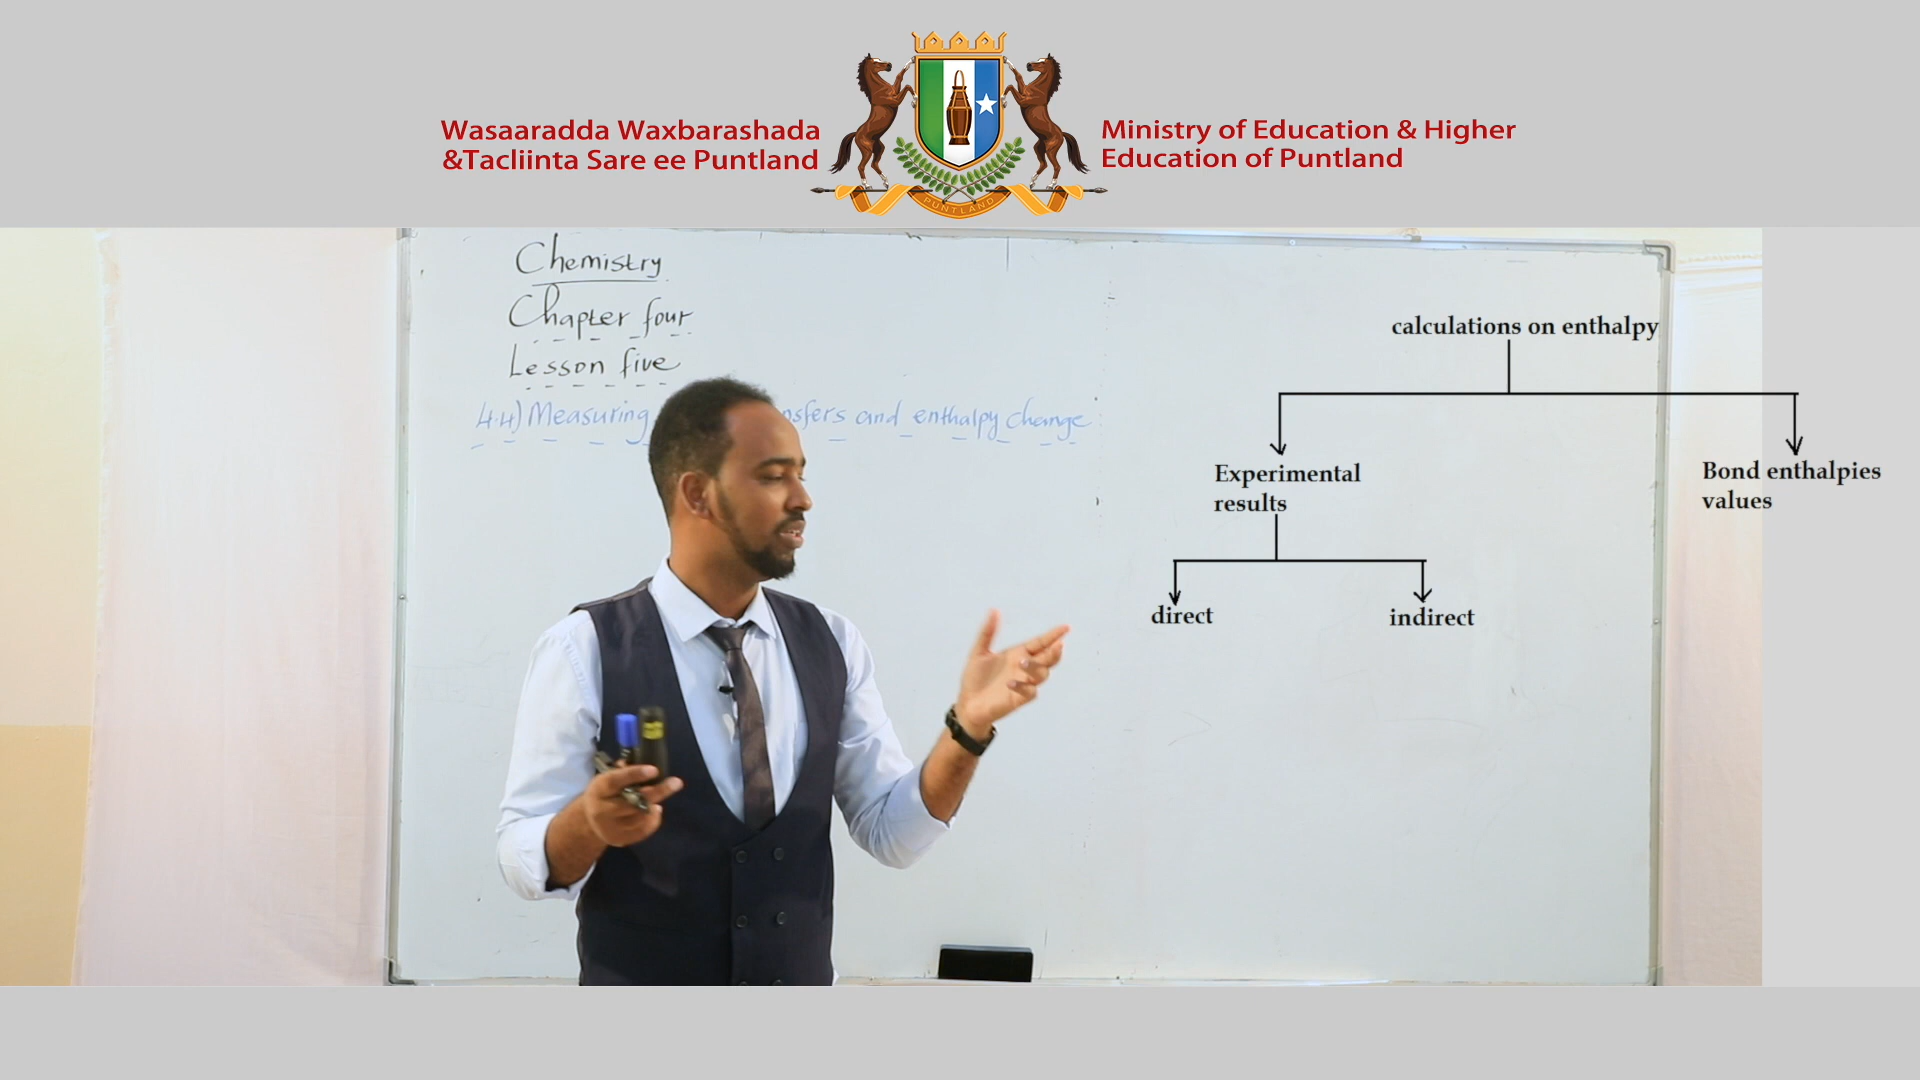 Wasaaradda Waxbarashada
&Tacliinta Sare ee Puntland
PUNTLAND
Ministry of Education & Higher
Education of Puntland
Chemistry
Chapter four
Lesson five
4.4) Measuring nsfers and enthalpy change
calculations on enthalpy
Experimental
results
Bond enthalpies
values
direct
indirect